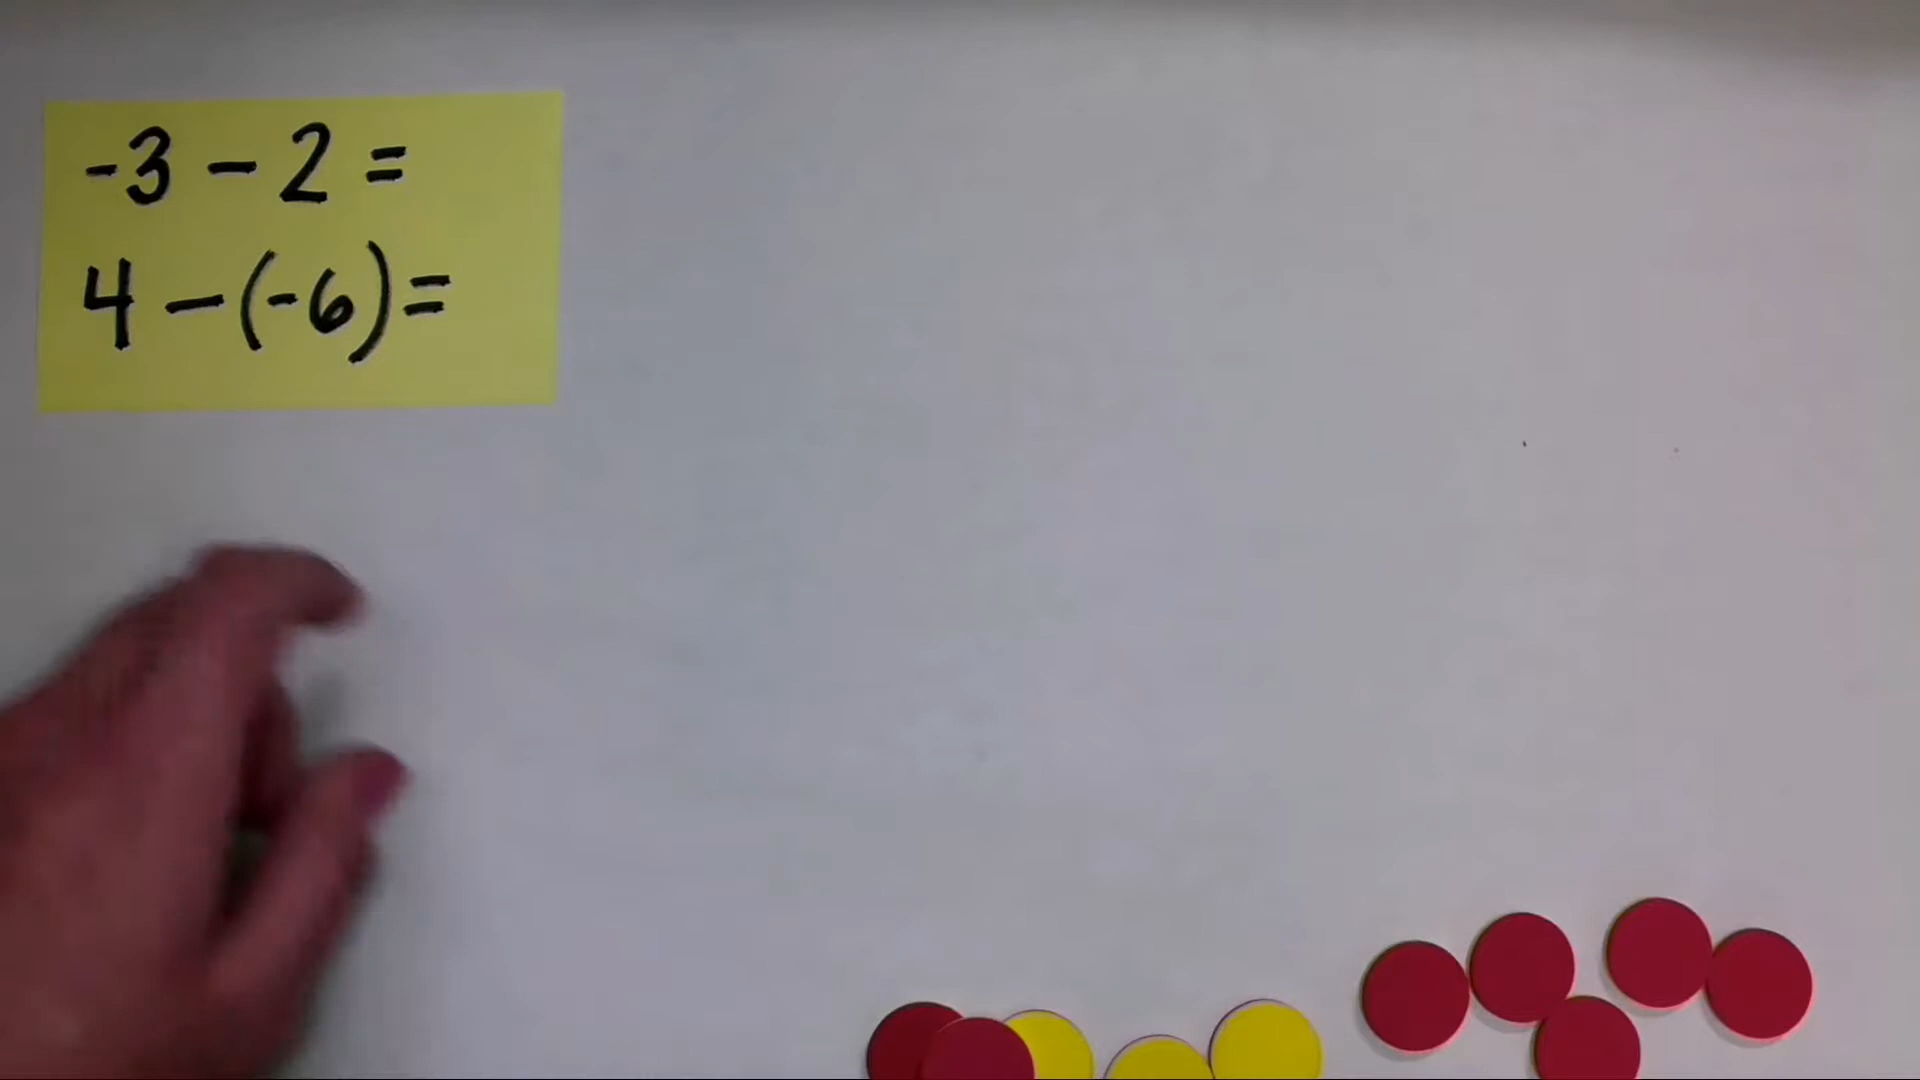 -3 - 2 =
4 - (-6) =